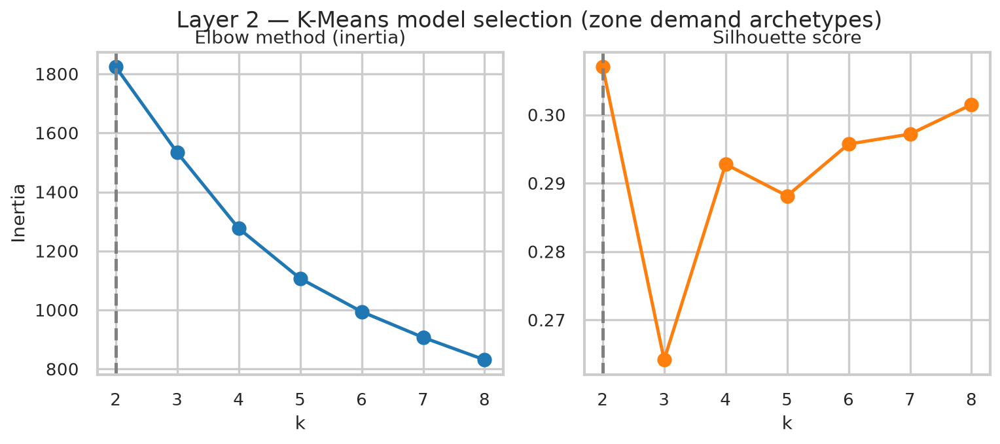 Layer 2 — K-Means model selection (zone demand archetypes)
Elbow method (inertia)
1800
1600
1400
1200
1000
800
Inertia
2 3 4 5 6 7 8
k
Silhouette score
0.30
0.29
0.28
0.27
2 3 4 5 6 7 8
k